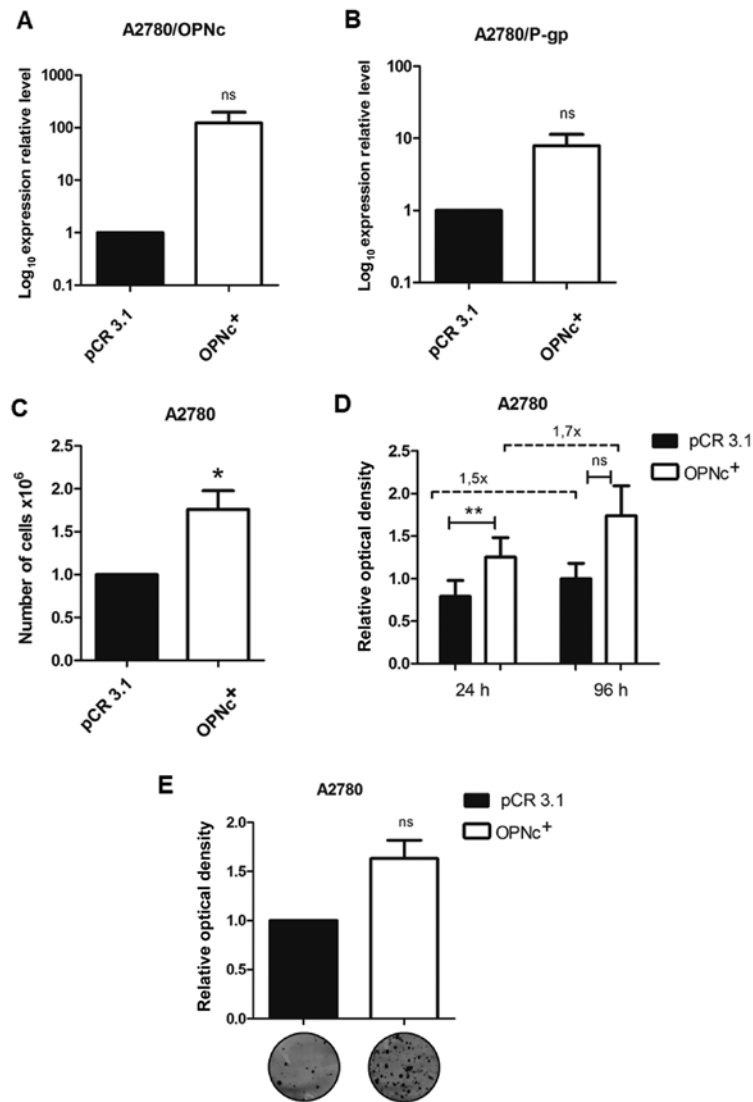 A
A2780/OPNc
Log10 expression relative level
1000
100
10
1
0.1
ns
pCR 3.1
OPNc+
B
A2780/P-gp
Log10 expression relative level
100
10
1
0.1
ns
pCR 3.1
OPNc+
C
A2780
Number of cells x10⁶
2.5
2.0
1.5
1.0
0.5
0.0
*
pCR 3.1
OPNc+
D
A2780
pCR 3.1
OPNc+
Relative optical density
2.5
2.0
1.5
1.0
0.5
0.0
1,7x
1,5x
ns
**
24 h
96 h
E
A2780
pCR 3.1
OPNc+
Relative optical density
2.0
1.5
1.0
0.5
0.0
ns